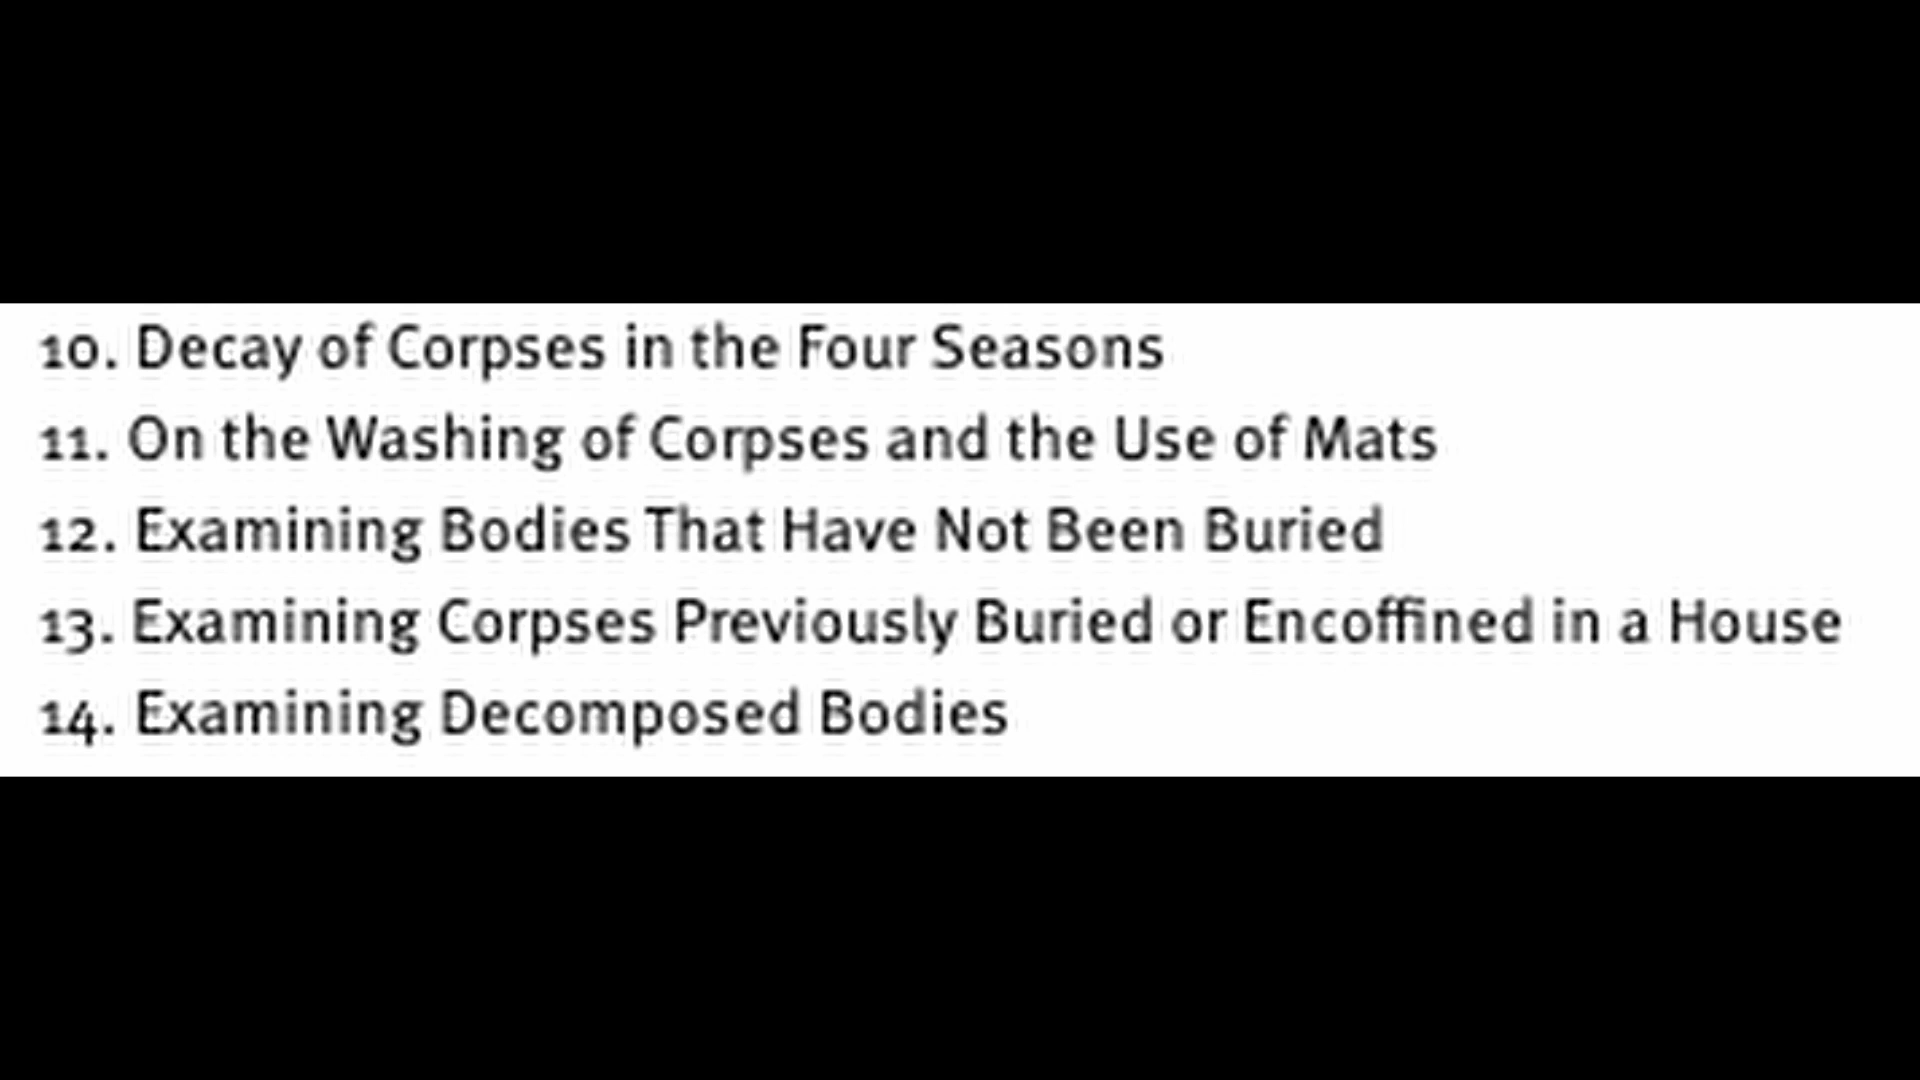 10. Decay of Corpses in the Four Seasons
11. On the Washing of Corpses and the Use of Mats
12. Examining Bodies That Have Not Been Buried
13. Examining Corpses Previously Buried or Encoffined in a House
14. Examining Decomposed Bodies